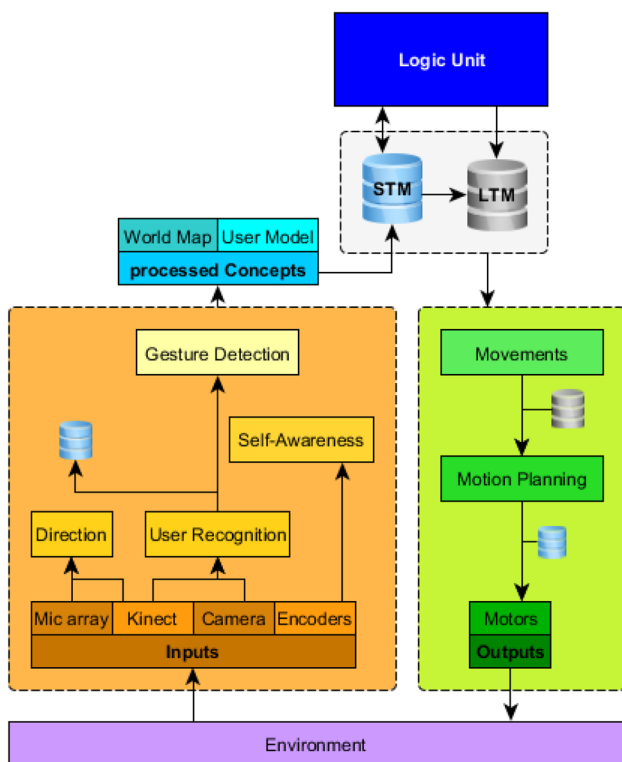 Logic Unit
STM
LTM
World Map
User Model
processed Concepts
Gesture Detection
Movements
Self-Awareness
Motion Planning
Direction
User Recognition
Mic array
Kinect
Camera
Encoders
Motors
Inputs
Outputs
Environment